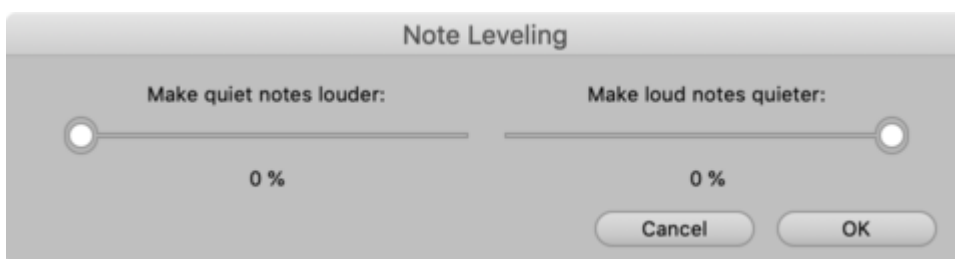 Note Leveling
Make quiet notes louder:
Make loud notes quieter:
0 %
0 %
Cancel
OK